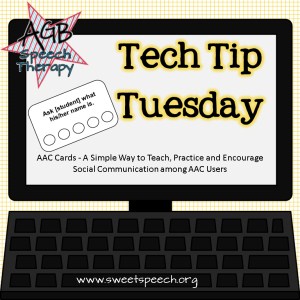 AGB
Speech
Therapy
Tech Tip
Tuesday
Ask [student] what
his/her name is.
AAC Cards - A Simple Way to Teach, Practice and Encourage
Social Communication among AAC Users
www.sweetspeech.org